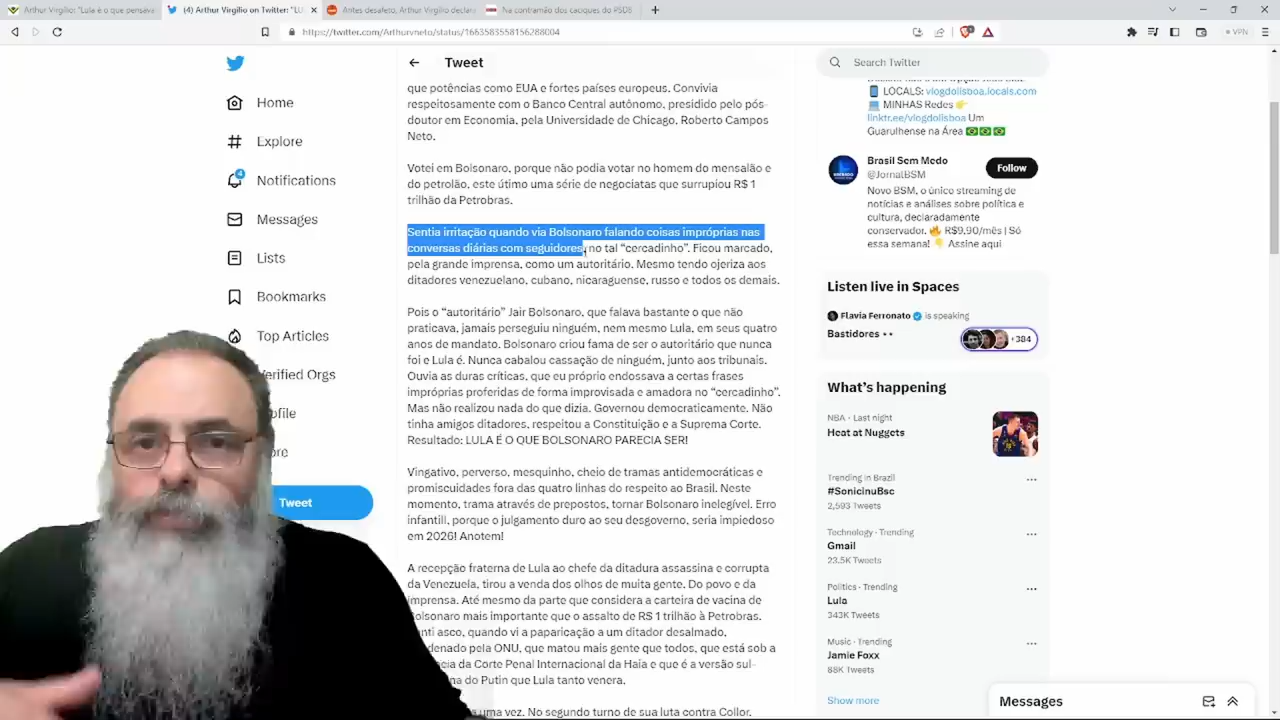 Arthur Virgílio: "Lula é o que pensava
(4) Arthur Virgílio on Twitter: "LU
Antes desafeto, Arthur Virgílio declara
Na contramão dos caciques do PSDB
https://twitter.com/Arthurvneto/status/1663583558156288004
VPN
Home
Explore
4
Notifications
Messages
Lists
Bookmarks
Top Articles
Verified Orgs
ofile
ore
Tweet
Tweet
que potências como EUA e fortes países europeus. Convivia
respeitosamente com o Banco Central autônomo, presidido pelo pós-
doutor em Economia, pela Universidade de Chicago, Roberto Campos
Neto.
Votei em Bolsonaro, porque não podia votar no homem do mensalão e
do petrolão, este útimo uma série de negociatas que surrupiou R$ 1
trilhão da Petrobras.
Sentia irritação quando via Bolsonaro falando coisas impróprias nas
conversas diárias com seguidores, no tal “cercadinho”. Ficou marcado,
pela grande imprensa, como um autoritário. Mesmo tendo ojeriza aos
ditadores venezuelano, cubano, nicaraguense, russo e todos os demais.
Pois o “autoritário” Jair Bolsonaro, que falava bastante o que não
praticava, jamais perseguiu ninguém, nem mesmo Lula, em seus quatro
anos de mandato. Bolsonaro criou fama de ser o autoritário que nunca
foi e Lula é. Nunca cabalou cassação de ninguém, junto aos tribunais.
Ouvia as duras críticas, que eu próprio endossava a certas frases
impróprias proferidas de forma improvisada e amadora no “cercadinho”.
Mas não realizou nada do que dizia. Governou democraticamente. Não
tinha amigos ditadores, respeitou a Constituição e a Suprema Corte.
Resultado: LULA É O QUE BOLSONARO PARECIA SER!
Vingativo, perverso, mesquinho, cheio de tramas antidemocráticas e
promiscuidades fora das quatro linhas do respeito ao Brasil. Neste
momento, trama através de prepostos, tornar Bolsonaro inelegível. Erro
infantil, porque o julgamento duro ao seu desgoverno, seria impiedoso
em 2026! Anotem!
A recepção fraterna de Lula ao chefe da ditadura assassina e corrupta
da Venezuela, tirou a venda dos olhos de muita gente. Do povo e da
imprensa. Até mesmo da parte que considera a carteira de vacina de
olsonaro mais importante que o assalto de R$ 1 trilhão à Petrobras.
nti asco, quando vi a paparicação a um ditador desalmado,
denado pela ONU, que matou mais gente que todos, que está sob a
cia da Corte Penal Internacional da Haia e que é a versão sul-
na do Putin que Lula tanto venera.
uma vez. No segundo turno de sua luta contra Collor,
Search Twitter
LOCALS: vlogdolisboa.locals.com
MINHAS Redes
linktr.ee/vlogdolisboa Um
Guarulhense na Área
Brasil Sem Medo
@JornalBSM
Follow
Novo BSM, o único streaming de
notícias e análises sobre política e
cultura, declaradamente
conservador. R$9,90/mês | Só
essa semana! Assine aqui
Listen live in Spaces
Flavia Ferronato is speaking
Bastidores
+384
What's happening
NBA · Last night
Heat at Nuggets
Trending in Brazil
#SonicinuBsc
2,593 Tweets
Technology · Trending
Gmail
23.5K Tweets
Politics · Trending
Lula
343K Tweets
Music · Trending
Jamie Foxx
88K Tweets
Show more
Messages